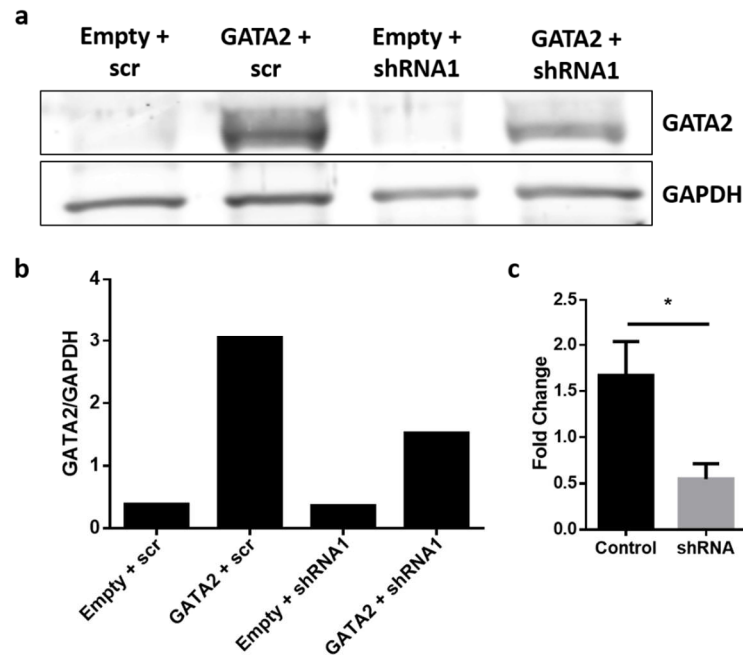 a
Empty + scr
GATA2 + scr
Empty + shRNA1
GATA2 + shRNA1
GATA2
GAPDH
b
GATA2/GAPDH
4
3
2
1
0
Empty + scr
GATA2 + scr
Empty + shRNA1
GATA2 + shRNA1
c
Fold Change
2.5
2.0
1.5
1.0
0.5
0.0
*
Control
shRNA